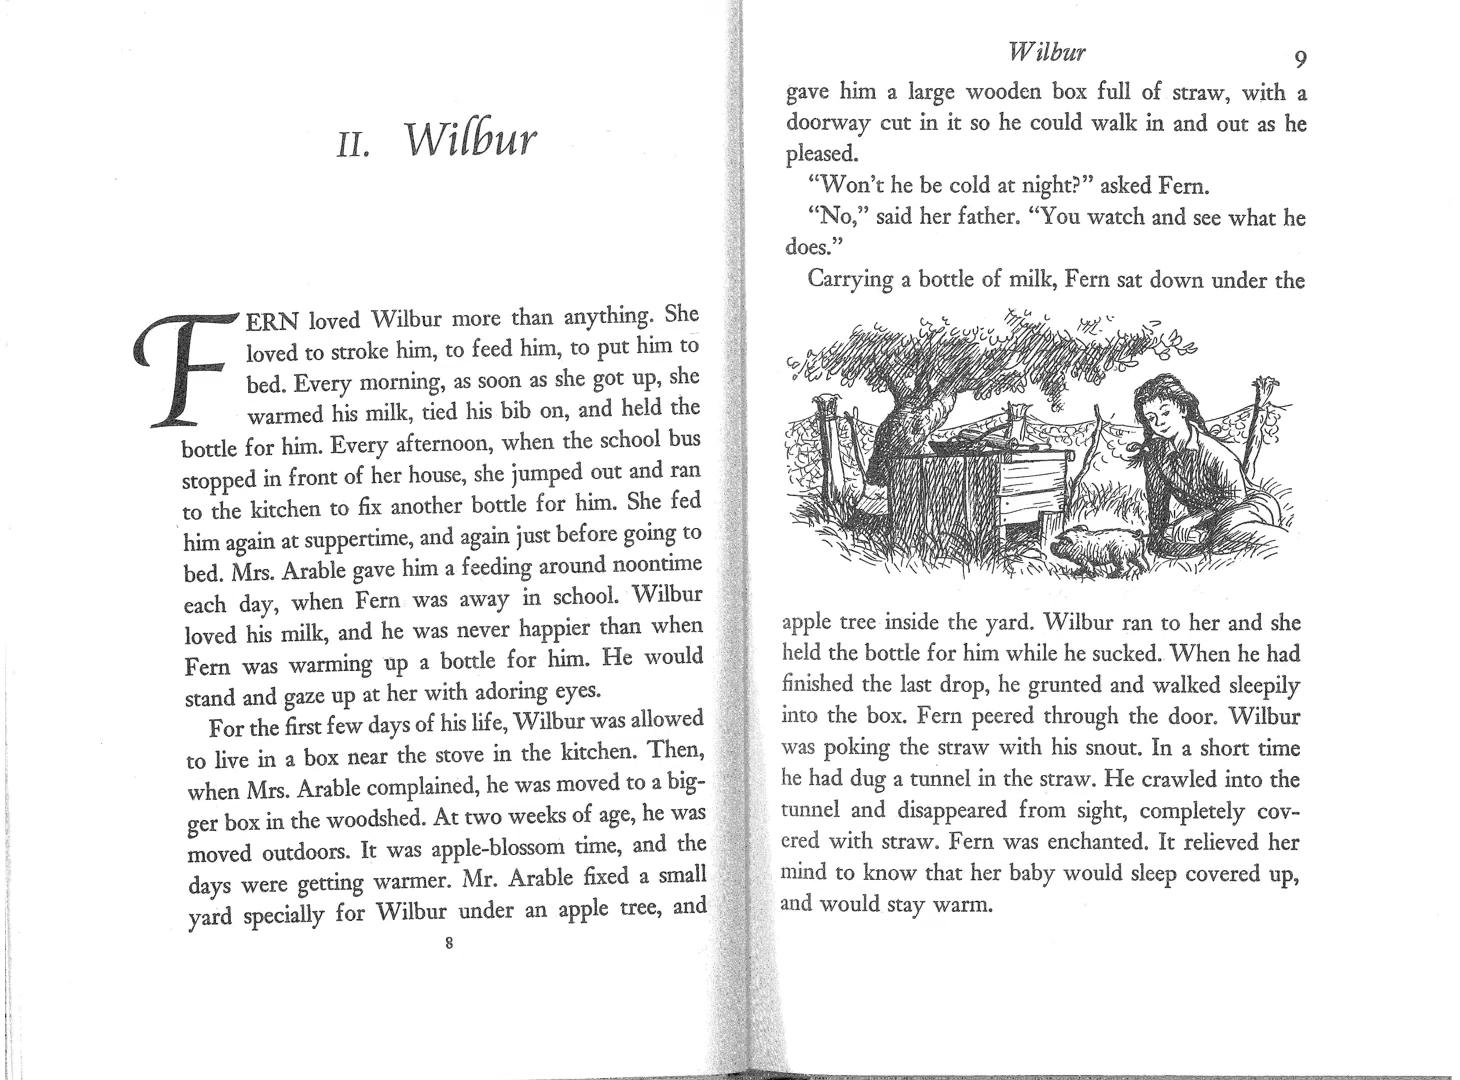 II. Wilbur
FERN loved Wilbur more than anything. She
loved to stroke him, to feed him, to put him to
bed. Every morning, as soon as she got up, she
warmed his milk, tied his bib on, and held the
bottle for him. Every afternoon, when the school bus
stopped in front of her house, she jumped out and ran
to the kitchen to fix another bottle for him. She fed
him again at suppertime, and again just before going to
bed. Mrs. Arable gave him a feeding around noontime
each day, when Fern was away in school. Wilbur
loved his milk, and he was never happier than when
Fern was warming up a bottle for him. He would
stand and gaze up at her with adoring eyes.
For the first few days of his life, Wilbur was allowed
to live in a box near the stove in the kitchen. Then,
when Mrs. Arable complained, he was moved to a big-
ger box in the woodshed. At two weeks of age, he was
moved outdoors. It was apple-blossom time, and the
days were getting warmer. Mr. Arable fixed a small
yard specially for Wilbur under an apple tree, and
8
Wilbur 9
gave him a large wooden box full of straw, with a
doorway cut in it so he could walk in and out as he
pleased.
“Won’t he be cold at night?” asked Fern.
“No,” said her father. “You watch and see what he
does.”
Carrying a bottle of milk, Fern sat down under the
apple tree inside the yard. Wilbur ran to her and she
held the bottle for him while he sucked. When he had
finished the last drop, he grunted and walked sleepily
into the box. Fern peered through the door. Wilbur
was poking the straw with his snout. In a short time
he had dug a tunnel in the straw. He crawled into the
tunnel and disappeared from sight, completely cov-
ered with straw. Fern was enchanted. It relieved her
mind to know that her baby would sleep covered up,
and would stay warm.